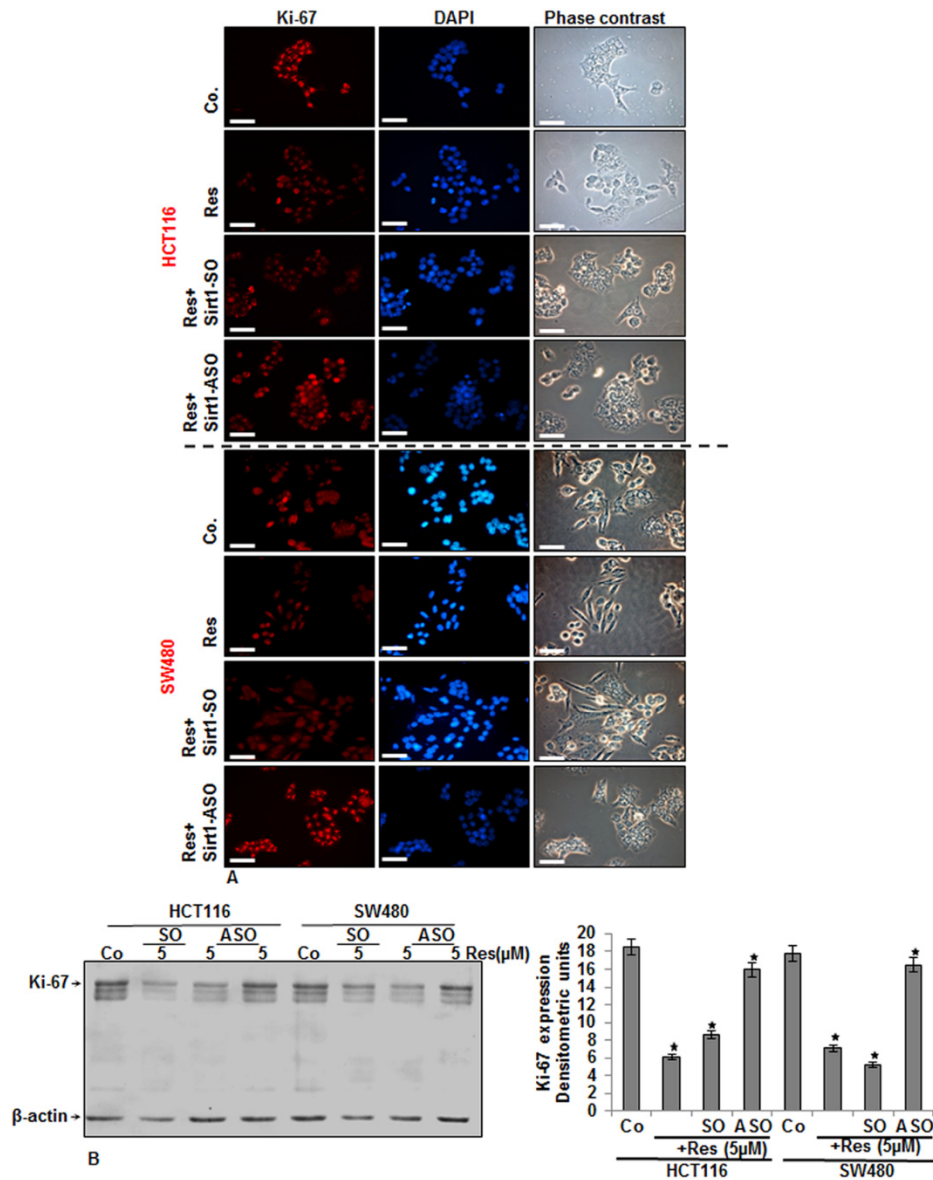 Ki-67 DAPI Phase contrast
HCT116
Co.
Res
Res+
Sirt1-SO
Res+
Sirt1-ASO
SW480
Co.
Res
Res+
Sirt1-SO
Res+
Sirt1-ASO
A
HCT116 SW480
SO ASO SO ASO
Co 5 5 5 Co 5 5 5 Res(µM)
Ki-67
β-actin
B
Ki-67 expression
Densitometric units
20
18
16
14
12
10
8
6
4
2
0
★ ★ ★ ★ ★ ★
Co SO ASO Co SO ASO
+Res (5µM) +Res (5µM)
HCT116 SW480